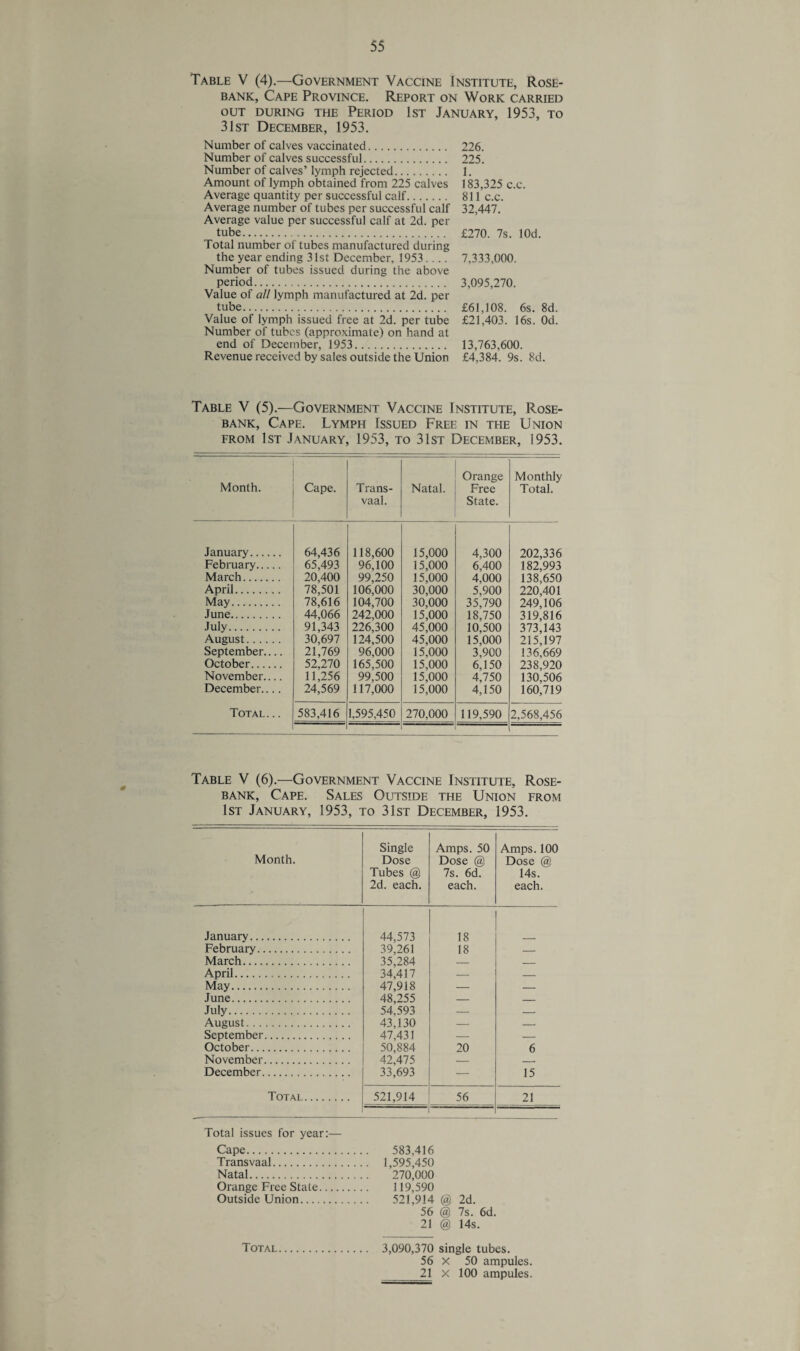 55
Table V (4).—Government Vaccine Institute, Rose-
bank, Cape Province. Report on Work carried
out during the Period 1st January, 1953, to
31st December, 1953.
Number of calves vaccinated.............. 226.
Number of calves successful.............. 225.
Number of calves' lymph rejected......... 1.
Amount of lymph obtained from 225 calves 183,325 c.c.
Average quantity per successful calf....... 811 c.c.
Average number of tubes per successful calf 32,447.
Average value per successful calf at 2d. per
tube.................................. £270. 7s. 10d.
Total number of tubes manufactured during
the year ending 31st December, 1953.... 7,333,000.
Number of tubes issued during the above
period................................ 3,095,270.
Value of all lymph manufactured at 2d. per
tube.................................. £61,108. 6s. 8d.
Value of lymph issued free at 2d. per tube £21,403. 16s. 0d.
Number of tubes (approximate) on hand at
end of December, 1953................ 13,763,600.
Revenue received by sales outside the Union £4,384. 9s. 8d.
Table V (5).—Government Vaccine Institute, Rose-
bank, Cape. Lymph Issued Free in the Union
from 1st January, 1953, to 31st December, 1953.
Month. Cape. Trans-vaal. Natal. Orange Free State. Monthly Total.
January...... 64,436 118,600 15,000 4,300 202,336
February..... 65,493 96,100 15,000 6,400 182,993
March....... 20,400 99,250 15,000 4,000 138,650
April........ 78,501 106,000 30,000 5,900 220,401
May......... 78,616 104,700 30,000 35,790 249,106
June......... 44,066 242,000 15,000 18,750 319,816
July......... 91,343 226,300 45,000 10,500 373,143
August...... 30,697 124,500 45,000 15,000 215,197
September.... 21,769 96,000 15,000 3,900 136,669
October...... 52,270 165,500 15,000 6,150 238,920
November.... 11,256 99,500 15,000 4,750 130,506
December.... 24,569 117,000 15,000 4,150 160,719
Total... 583,416 1,595,450 270,000 119,590 2,568,456
Table V (6).—Government Vaccine Institute, Rose-
bank, Cape. Sales Outside the Union from
1st January, 1953, to 31st December, 1953.
Month. Single Dose Tubes @ 2d. each. Amps. 50 Dose @ 7s. 6d. each. Amps. 100 Dose @ 14s. each.
January................. 44,573 18 —
February................ 39,261 18 —
March.................. 35,284 — —
April................... 34,417 — —
May.................... 47,918 — —
June.................... 48,255 — —
July.................... 54,593 — —
August.................. 43,130 — —
September............... 47,431 — —
October................. 50,884 20 6
November............... 42,475 — —
December............... 33,693 — 15
Total........ 521,914 56 21
Total issues for year:—
Cape..................... 583,416
Transvaal................. 1,595,450
Natal..................... 270,000
Orange Free State......... 119,590
Outside Union............ 521,914 @ 2d.
56 @ 7s. 6d.
21 @ 14s.
Total................ 3,090,370 single tubes.
56 × 50 ampules.
21 × 100 ampules.